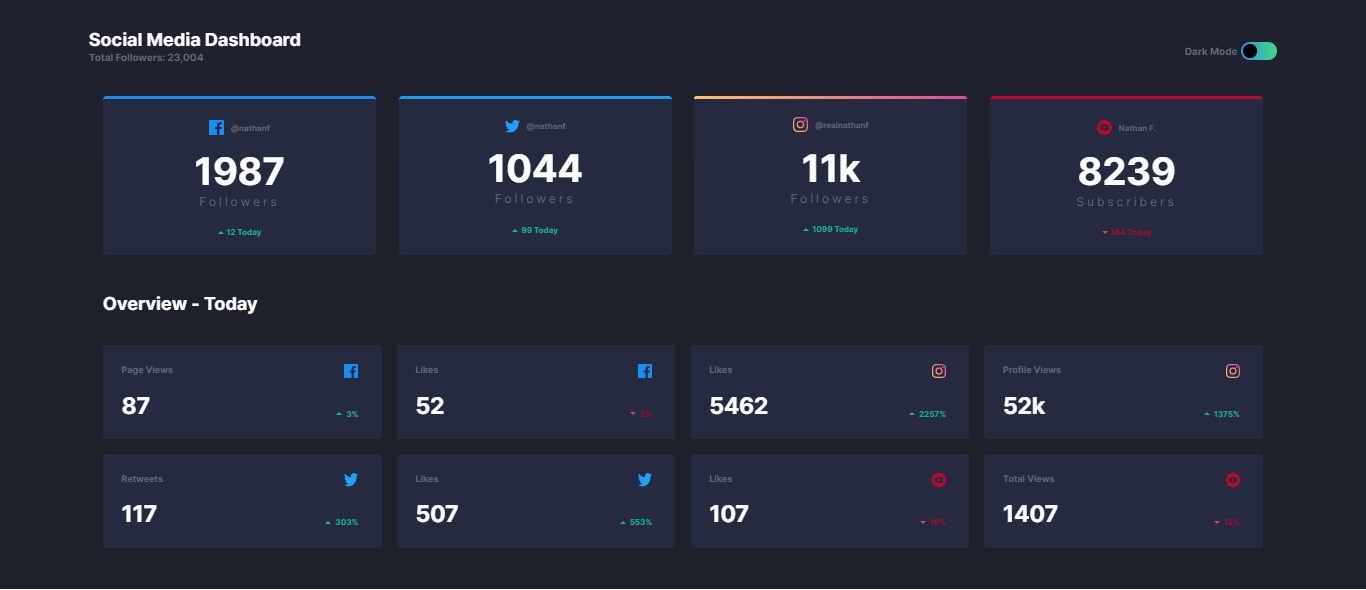 Social Media Dashboard
Total Followers: 23,004
Dark Mode
@nathanf
1987
Followers
12 Today
@nathanf
1044
Followers
99 Today
@realnathanf
11k
Followers
1099 Today
Nathan F.
8239
Subscribers
144 Today
Overview - Today
Page Views
87
3%
Likes
52
2%
Likes
5462
2257%
Profile Views
52k
1375%
Retweets
117
303%
Likes
507
553%
Likes
107
19%
Total Views
1407
12%